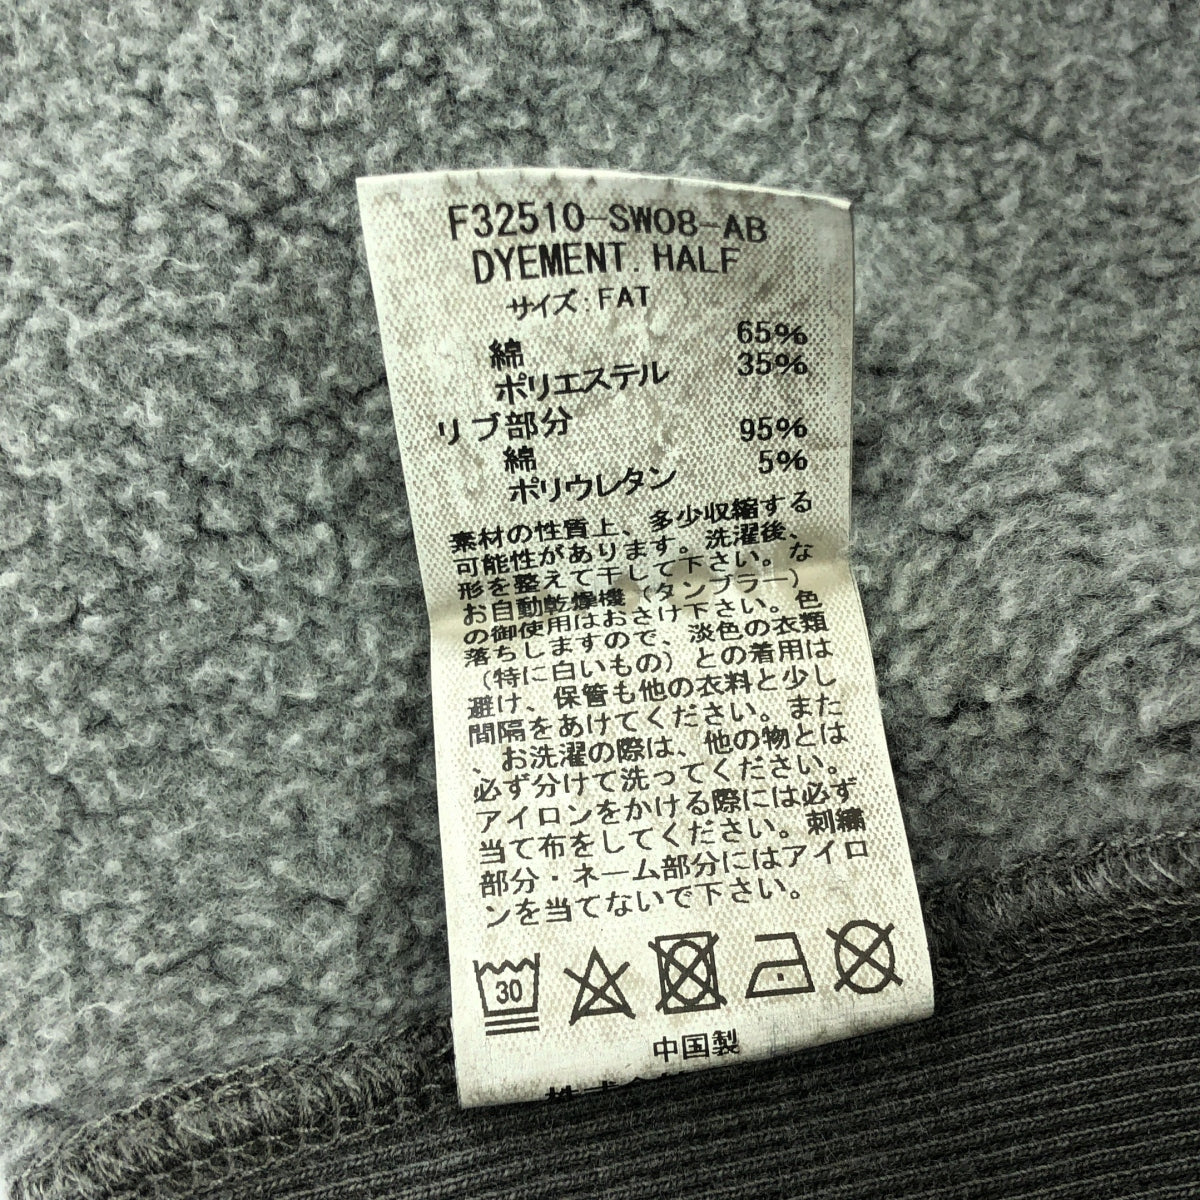 F32510-SW08-AB
DYEMENT. HALF
サイズ:FAT
綿 65%
ポリエステル 35%
リブ部分
綿 95%
ポリウレタン 5%
素材の性質上、多少収縮する
可能性があります。洗濯後、
形を整えて干して下さい。な
お自動乾燥機(タンブラー)
の御使用はおさけ下さい。色
落ちしますので、淡色の衣類
(特に白いもの)との着用は
避け、保管も他の衣料と少し
間隔をあけてください。また
、お洗濯の際は、他の物とは
必ず分けて洗ってください。
アイロンをかける際には必ず
当て布をしてください。刺繍
部分・ネーム部分にはアイロ
ンを当てないで下さい。
30
中国製